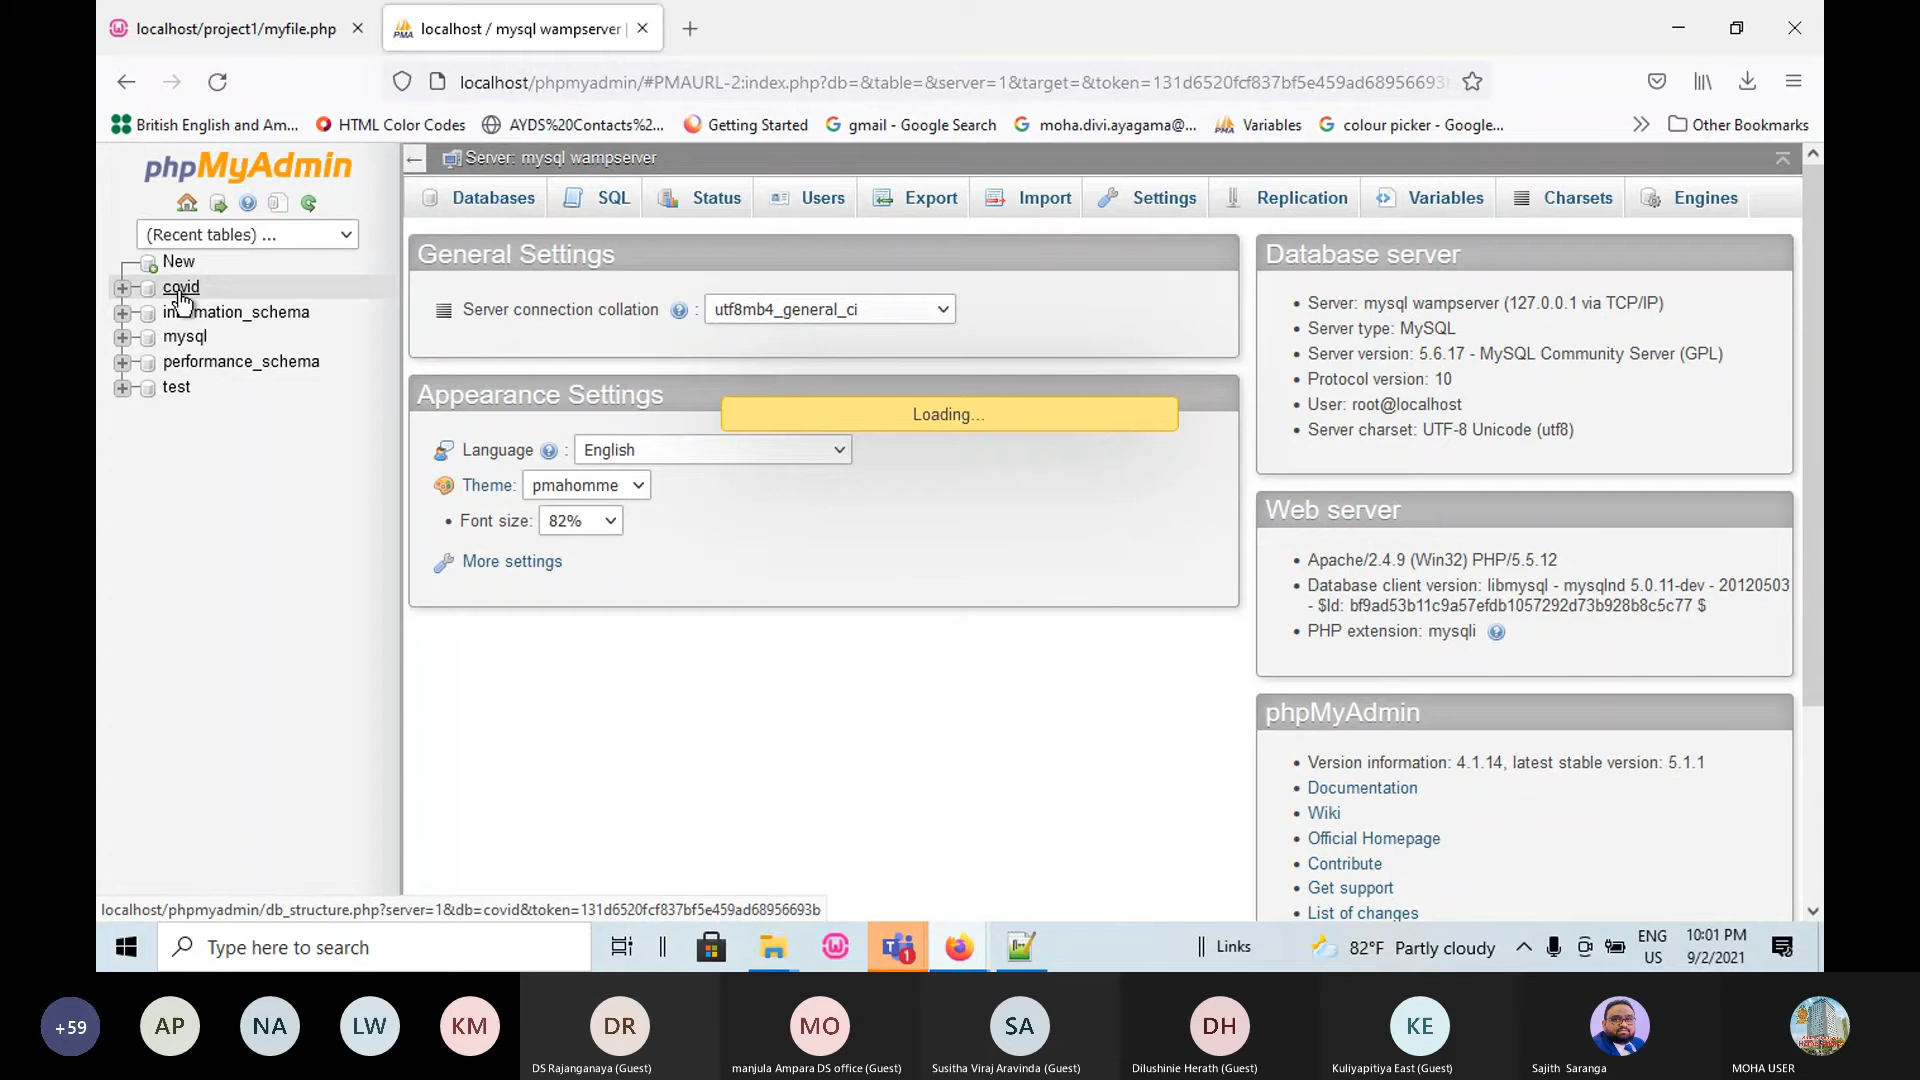 localhost/project1/myfile.php
localhost / mysql wampserver |
localhost/phpmyadmin/#PMAURL-2:index.php?db=&table=&server=1&target=&token=131d6520fcf837bf5e459ad68956693
British English and Am...
HTML Color Codes
AYDS%20Contacts%2...
Getting Started
gmail - Google Search
moha.divi.ayagama@...
Variables
colour picker - Google...
Other Bookmarks
phpMyAdmin
(Recent tables) ...
New
covid
information_schema
mysql
performance_schema
test
Server: mysql wampserver
Databases
SQL
Status
Users
Export
Import
Settings
Replication
Variables
Charsets
Engines
General Settings
Server connection collation :
utf8mb4_general_ci
Appearance Settings
Loading...
Language :
English
Theme:
pmahomme
• Font size:
82%
More settings
Database server
• Server: mysql wampserver (127.0.0.1 via TCP/IP)
• Server type: MySQL
• Server version: 5.6.17 - MySQL Community Server (GPL)
• Protocol version: 10
• User: root@localhost
• Server charset: UTF-8 Unicode (utf8)
Web server
• Apache/2.4.9 (Win32) PHP/5.5.12
• Database client version: libmysql - mysqlnd 5.0.11-dev - 20120503
- $Id: bf9ad53b11c9a57efdb1057292d73b928b8c5c77 $
• PHP extension: mysqli
phpMyAdmin
• Version information: 4.1.14, latest stable version: 5.1.1
• Documentation
• Wiki
• Official Homepage
• Contribute
• Get support
• List of changes
localhost/phpmyadmin/db_structure.php?server=1&db=covid&token=131d6520fcf837bf5e459ad68956693b
Type here to search
Links
82°F Partly cloudy
ENG
US
10:01 PM
9/2/2021
+59
AP
NA
LW
KM
DR
MO
SA
DH
KE
DS Rajanganaya (Guest)
manjula Ampara DS office (Guest)
Susitha Viraj Aravinda (Guest)
Dilushinie Herath (Guest)
Kuliyapitiya East (Guest)
Sajith Saranga
MOHA USER